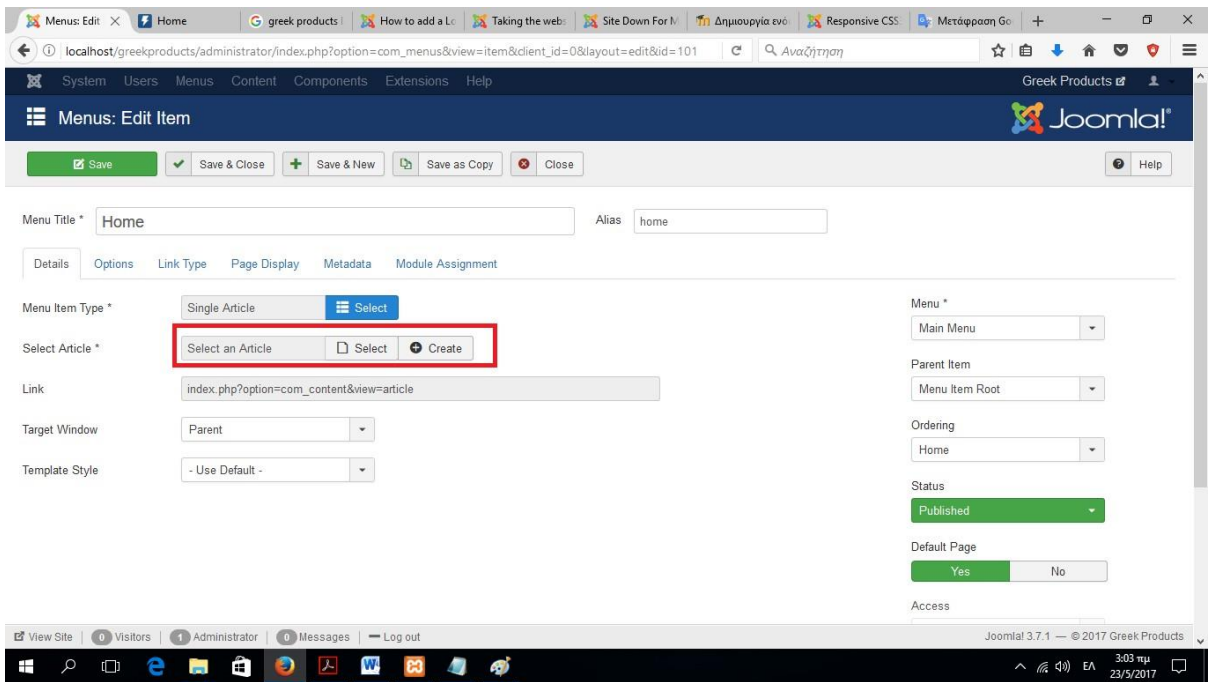 Menus: Edit
Home
greek products
How to add a Lo
Taking the web
Site Down For M
Δημιουργία ενό
Responsive CSS
Μετάφραση Go
localhost/greekproducts/administrator/index.php?option=com_menus&view=item&client_id=0&layout=edit&id=101
Αναζήτηση
System Users Menus Content Components Extensions Help
Greek Products
Menus: Edit Item
Joomla!®
Save
Save & Close
Save & New
Save as Copy
Close
Help
Menu Title *
Home
Alias
home
Details
Options
Link Type
Page Display
Metadata
Module Assignment
Menu Item Type *
Single Article
Select
Select Article *
Select an Article
Select
Create
Link
index.php?option=com_content&view=article
Target Window
Parent
Template Style
- Use Default -
Menu *
Main Menu
Parent Item
Menu Item Root
Ordering
Home
Status
Published
Default Page
Yes
No
Access
View Site
0 Visitors
1 Administrator
0 Messages
Log out
Joomla! 3.7.1 — © 2017 Greek Products
ΕΛ
3:03 πμ
23/5/2017